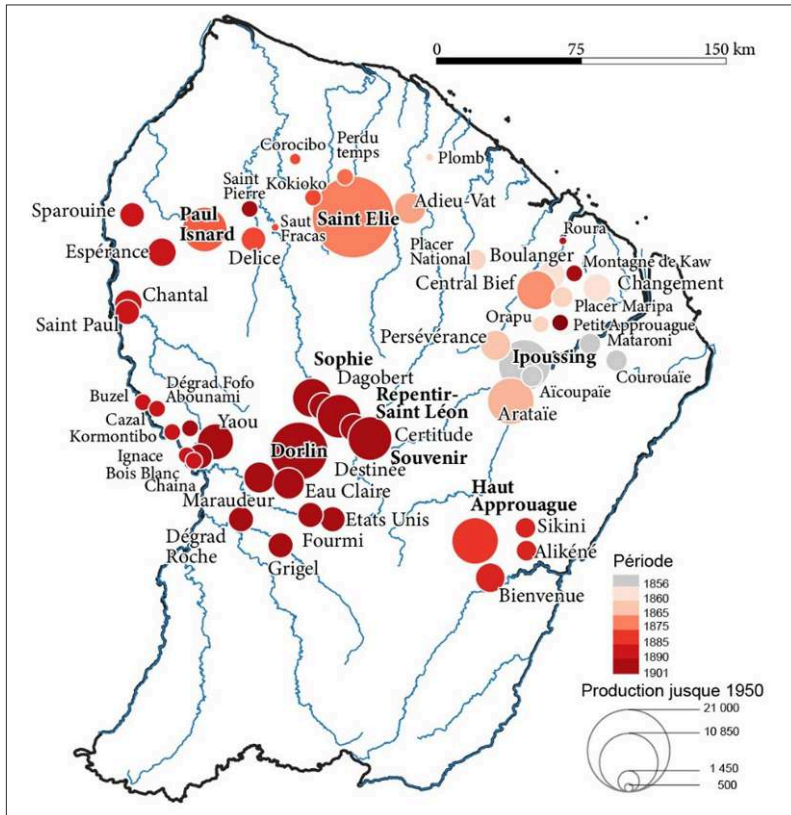 0 75 150 km
Corocibo
Perdu
temps
Plomb
Saint
Pierre
Kokioko
Sparouine
Paul
Isnard
Saint Elie
Adieu-Vat
Saut
Fracas
Espérance
Delice
Placer
National
Roura
Boulanger
Montagne de Kaw
Central Bief
Changement
Placer Maripa
Chantal
Saint Paul
Orapu
Petit Approuague
Persévérance
Mataroni
Ipoussing
Courouaïe
Aïcoupaïe
Arataïe
Sophie
Dagobert
Répentir-
Saint Léon
Certitude
Souvenir
Destinée
Dorlin
Eau Claire
Dégrad Fofo
Abounami
Buzel
Yaou
Cazal
Kormontibo
Ignace
Bois Blanc
Chaina
Maraudeur
Etats Unis
Fourmi
Dégrad
Roche
Grigel
Haut
Approuague
Sikini
Alikéné
Bienvenue
Période
1856
1860
1865
1875
1885
1890
1901
Production jusque 1950
21 000
10 850
1 450
500